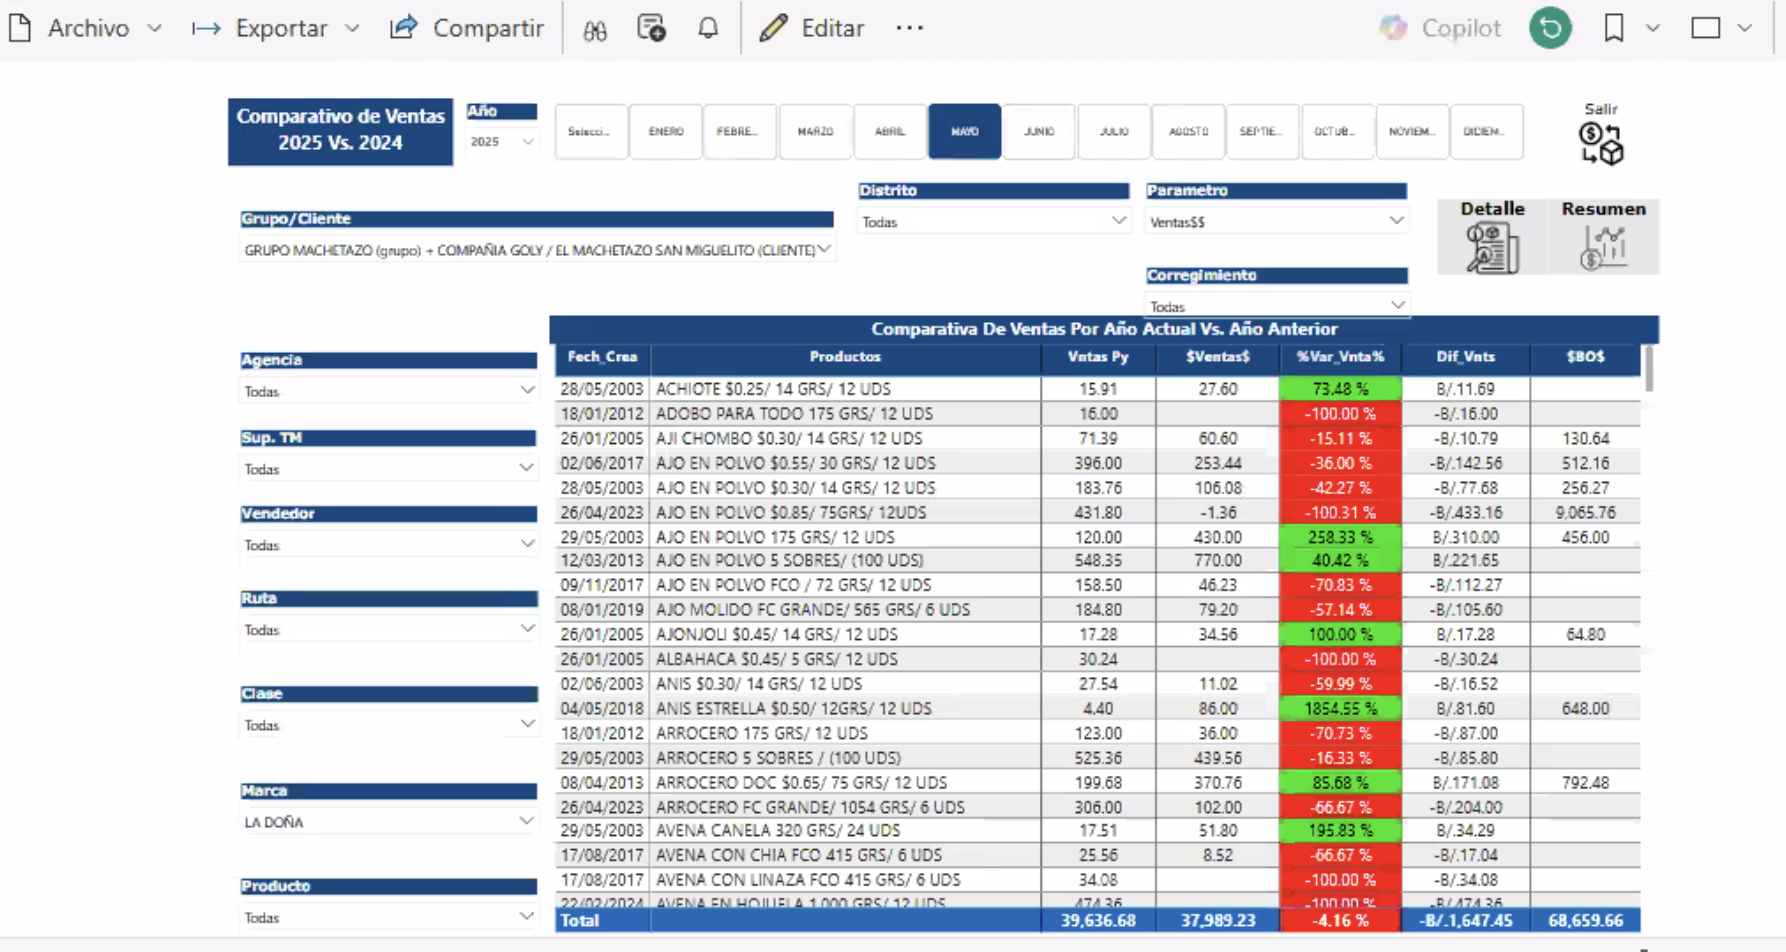 Archivo Exportar Compartir Editar ... Copilot
Comparativo de Ventas
2025 Vs. 2024
Año
2025
Selecci... ENERO FEBRE... MARZO ABRIL MAYO JUNIO JULIO AGOSTO SEPTIE... OCTUB... NOVIEM... DICIEM...
Salir
Grupo/Cliente
GRUPO MACHETAZO (grupo) + COMPAÑIA GOLY / EL MACHETAZO SAN MIGUELITO (CLIENTE)
Distrito
Todas
Parametro
Ventas$$
Corregimiento
Todas
Detalle Resumen
Agencia
Todas
Sup. TM
Todas
Vendedor
Todas
Ruta
Todas
Clase
Todas
Marca
LA DOÑA
Producto
Todas
Comparativa De Ventas Por Año Actual Vs. Año Anterior
Fech_Crea Productos Vntas Py $Ventas$ %Var_Vnta% Dif_Vnts $BO$
28/05/2003 ACHIOTE $0.25/ 14 GRS/ 12 UDS 15.91 27.60 73.48 % B/.11.69
18/01/2012 ADOBO PARA TODO 175 GRS/ 12 UDS 16.00 -100.00 % -B/.16.00
26/01/2005 AJI CHOMBO $0.30/ 14 GRS/ 12 UDS 71.39 60.60 -15.11 % -B/.10.79 130.64
02/06/2017 AJO EN POLVO $0.55/ 30 GRS/ 12 UDS 396.00 253.44 -36.00 % -B/.142.56 512.16
28/05/2003 AJO EN POLVO $0.30/ 14 GRS/ 12 UDS 183.76 106.08 -42.27 % -B/.77.68 256.27
26/04/2023 AJO EN POLVO $0.85/ 75GRS/ 12UDS 431.80 -1.36 -100.31 % -B/.433.16 9,065.76
29/05/2003 AJO EN POLVO 175 GRS/ 12 UDS 120.00 430.00 258.33 % B/.310.00 456.00
12/03/2013 AJO EN POLVO 5 SOBRES/ (100 UDS) 548.35 770.00 40.42 % B/.221.65
09/11/2017 AJO EN POLVO FCO / 72 GRS/ 12 UDS 158.50 46.23 -70.83 % -B/.112.27
08/01/2019 AJO MOLIDO FC GRANDE/ 565 GRS/ 6 UDS 184.80 79.20 -57.14 % -B/.105.60
26/01/2005 AJONJOLI $0.45/ 14 GRS/ 12 UDS 17.28 34.56 100.00 % B/.17.28 64.80
26/01/2005 ALBAHACA $0.45/ 5 GRS/ 12 UDS 30.24 -100.00 % -B/.30.24
02/06/2003 ANIS $0.30/ 14 GRS/ 12 UDS 27.54 11.02 -59.99 % -B/.16.52
04/05/2018 ANIS ESTRELLA $0.50/ 12GRS/ 12 UDS 4.40 86.00 1854.55 % B/.81.60 648.00
18/01/2012 ARROCERO 175 GRS/ 12 UDS 123.00 36.00 -70.73 % -B/.87.00
29/05/2003 ARROCERO 5 SOBRES / (100 UDS) 525.36 439.56 -16.33 % -B/.85.80
08/04/2013 ARROCERO DOC $0.65/ 75 GRS/ 12 UDS 199.68 370.76 85.68 % B/.171.08 792.48
26/04/2023 ARROCERO FC GRANDE/ 1054 GRS/ 6 UDS 306.00 102.00 -66.67 % -B/.204.00
29/05/2003 AVENA CANELA 320 GRS/ 24 UDS 17.51 51.80 195.83 % B/.34.29
17/08/2017 AVENA CON CHIA FCO 415 GRS/ 6 UDS 25.56 8.52 -66.67 % -B/.17.04
17/08/2017 AVENA CON LINAZA FCO 415 GRS/ 6 UDS 34.08 -100.00 % -B/.34.08
22/02/2024 AVENA EN HOJUELA 1,000 GRS/ 12 UDS 474.36 -100.00 % -B/.474.36
Total 39,636.68 37,989.23 -4.16 % -B/.1,647.45 68,659.66